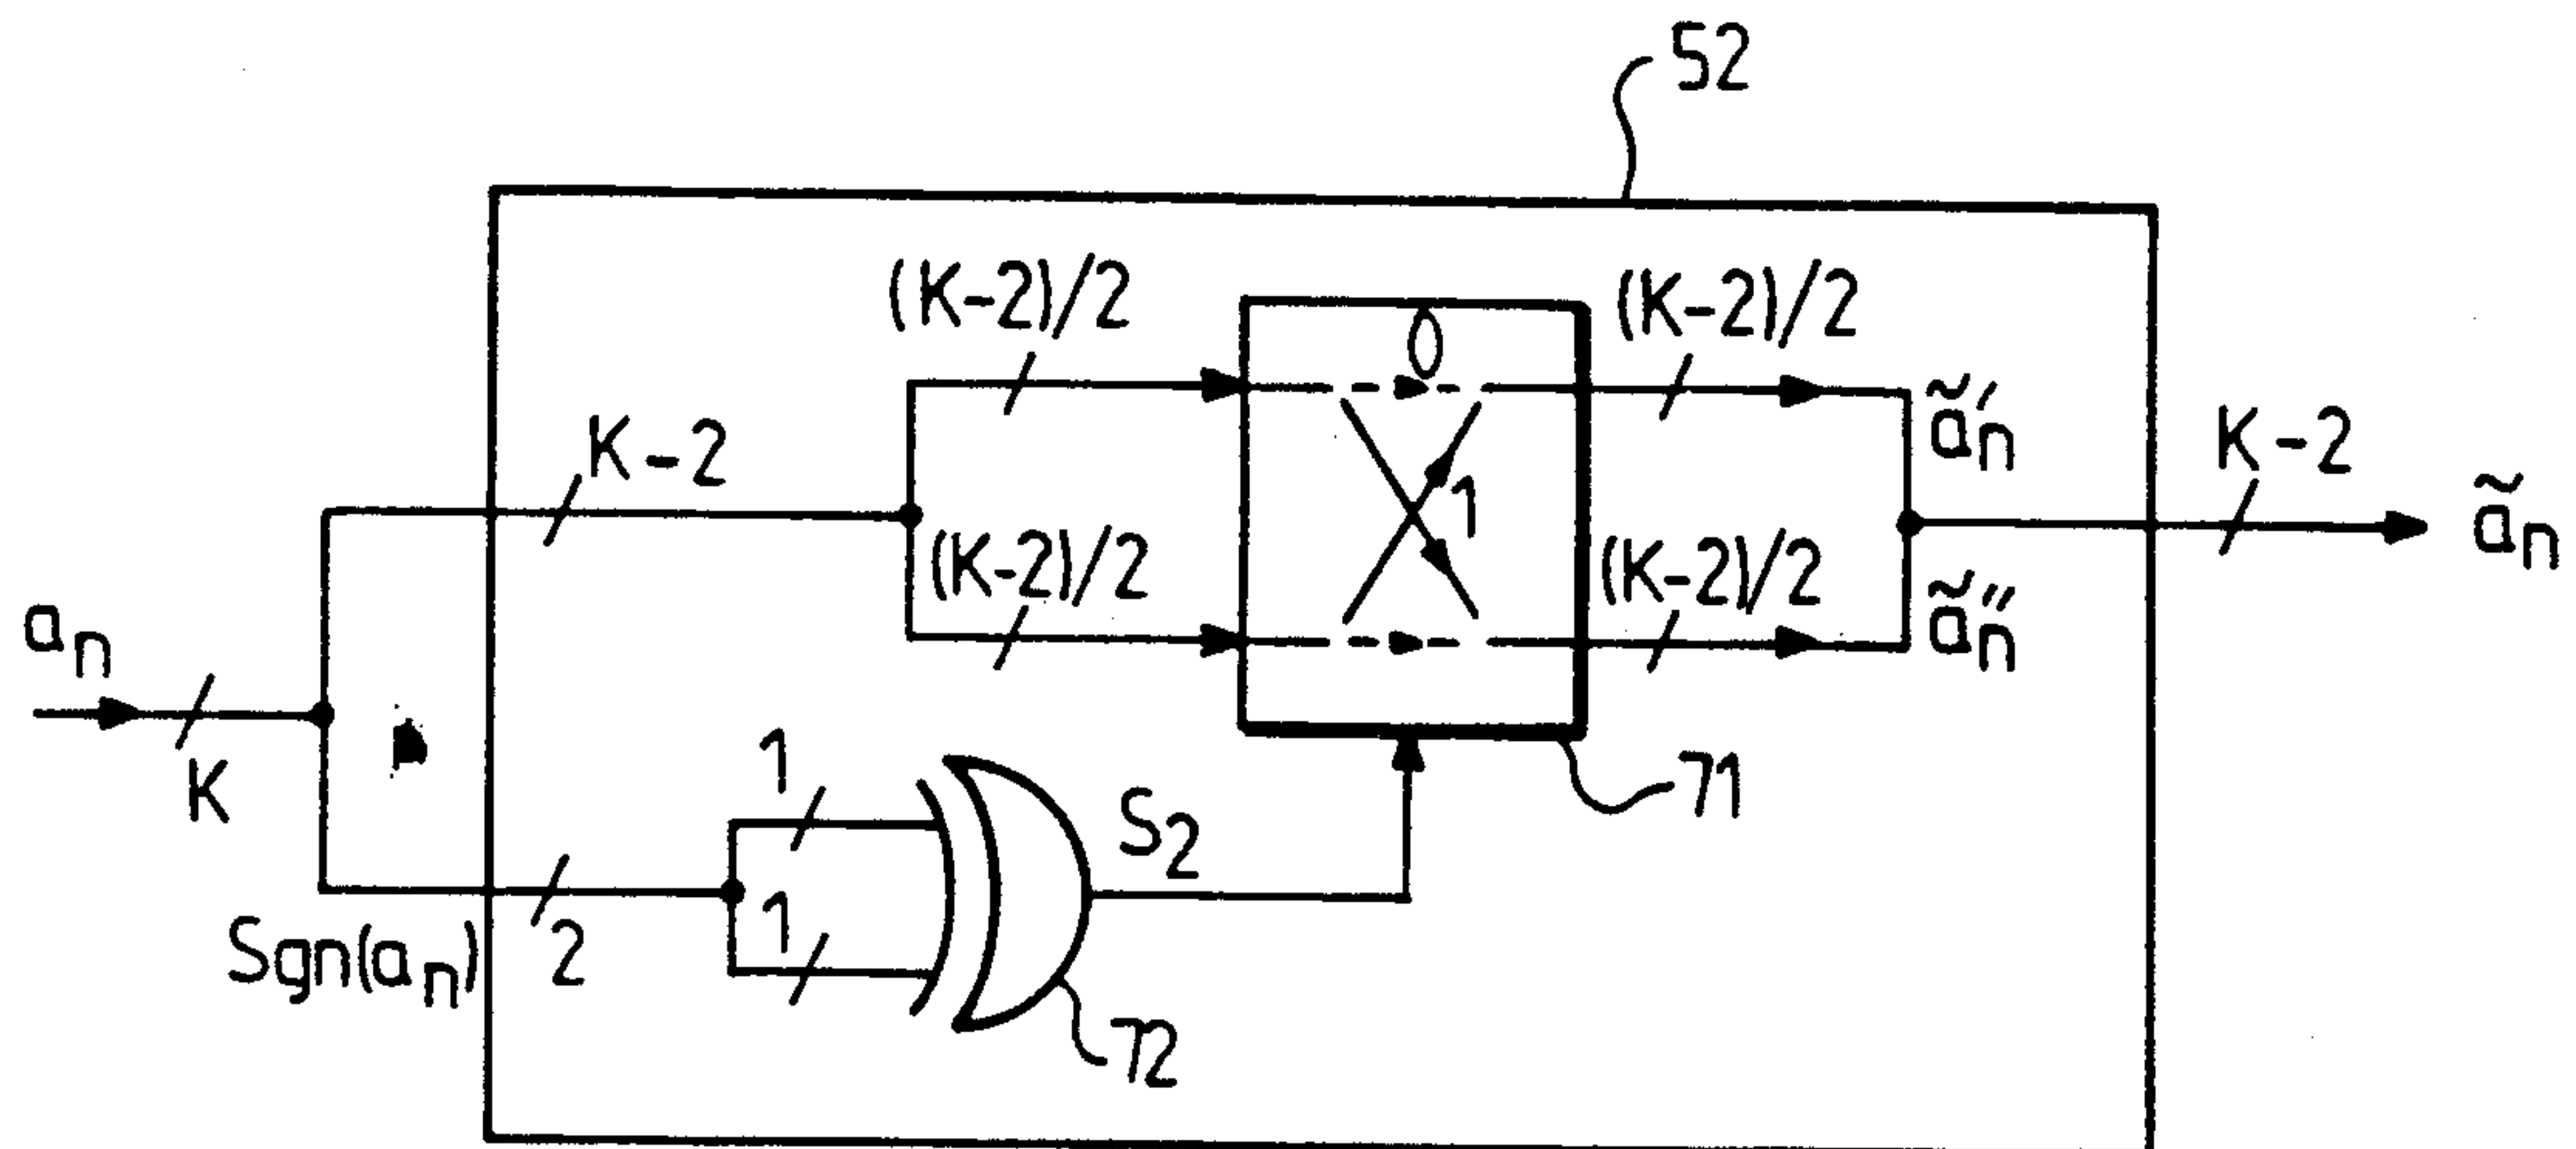 52
(K-2)/2
(K-2)/2
0
K-2
ã'n
K-2
1
ãn
(K-2)/2
(K-2)/2
an
ã''n
K
1
S2
71
1
Sgn(an)
2
72